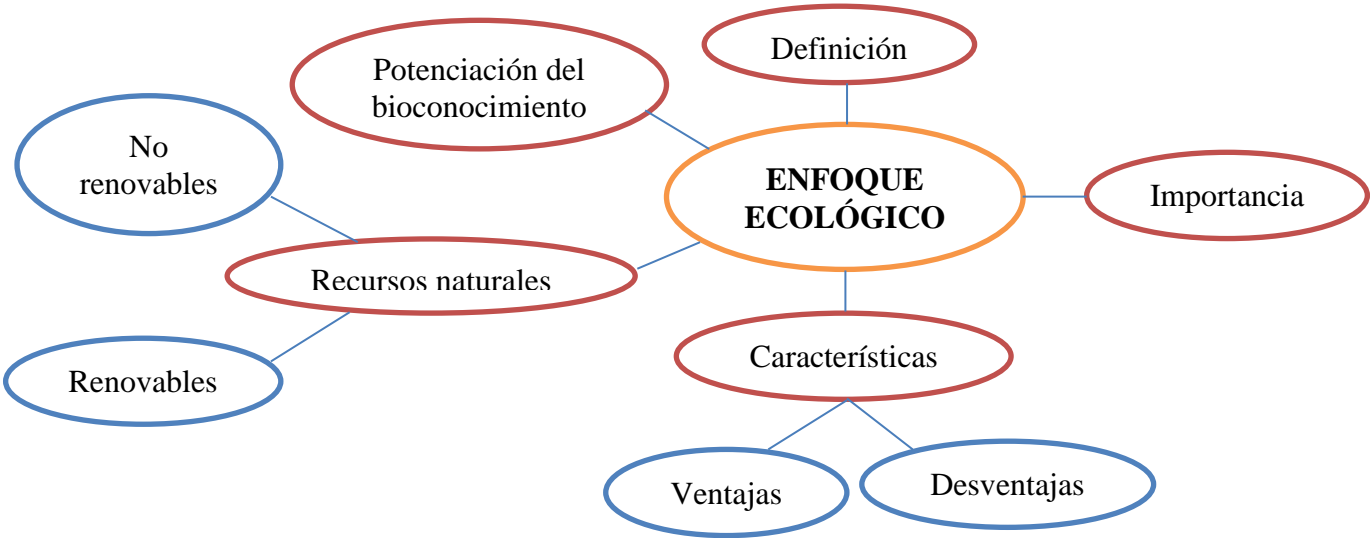 Definición
Potenciación del
bioconocimiento
No
renovables
ENFOQUE
ECOLÓGICO
Importancia
Recursos naturales
Renovables
Características
Ventajas
Desventajas